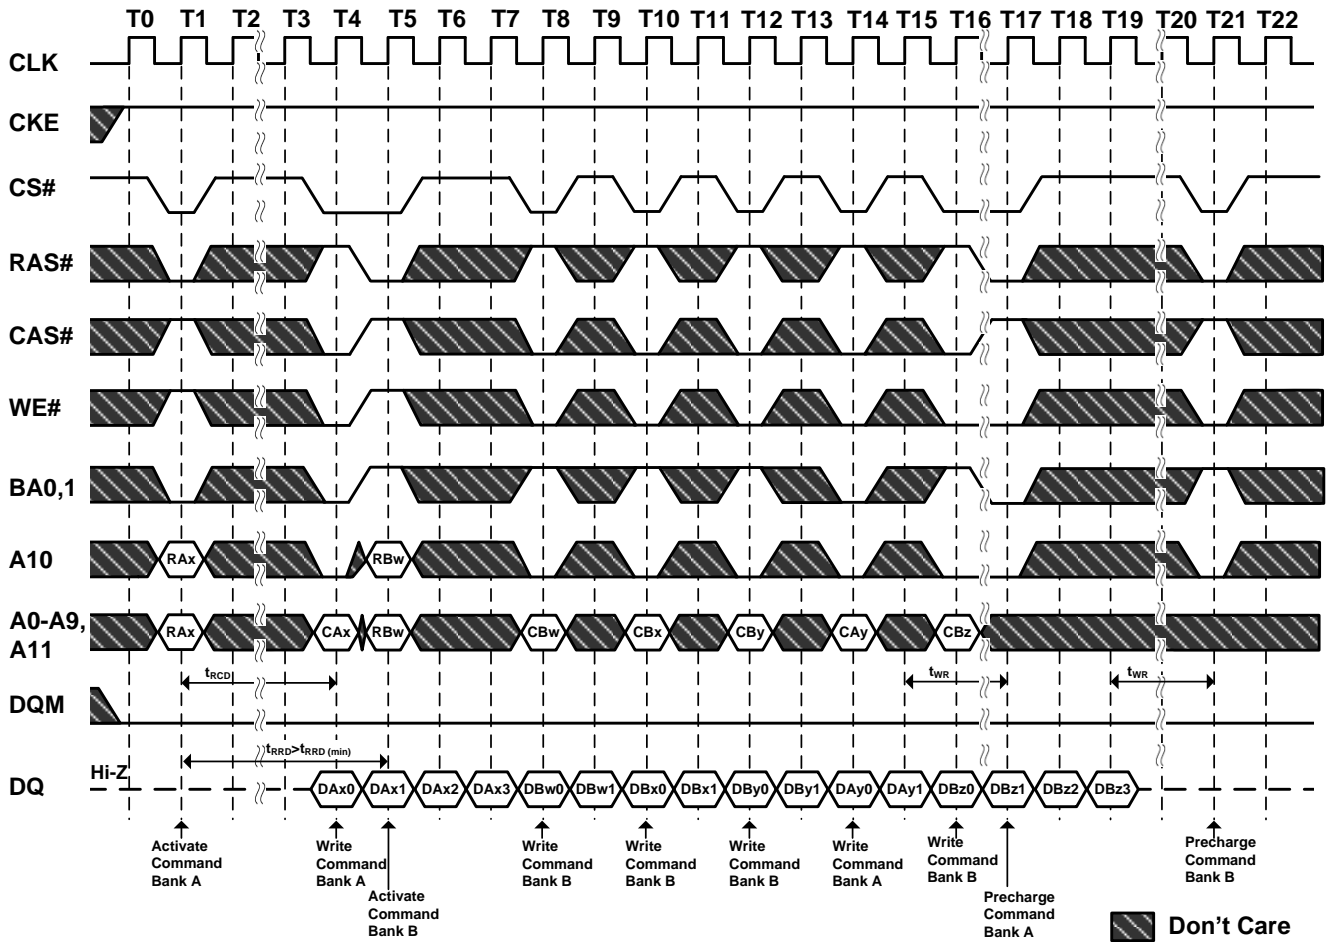 T0 T1 T2 T3 T4 T5 T6 T7 T8 T9 T10 T11 T12 T13 T14 T15 T16 T17 T18 T19 T20 T21 T22
CLK
CKE
CS#
RAS#
CAS#
WE#
BA0,1
A10
RAx RBw
A0-A9,
A11
RAx CAx RBw CBw CBx CBy CAy CBz
tRCD tWR tWR
DQM
tRRD>tRRD (min)
Hi-Z
DQ
DAx0 DAx1 DAx2 DAx3 DBw0 DBw1 DBx0 DBx1 DBy0 DBy1 DAy0 DAy1 DBz0 DBz1 DBz2 DBz3
Activate
Command
Bank A
Write
Command
Bank A
Activate
Command
Bank B
Write
Command
Bank B
Write
Command
Bank B
Write
Command
Bank B
Write
Command
Bank A
Write
Command
Bank B
Precharge
Command
Bank A
Precharge
Command
Bank B
Don't Care